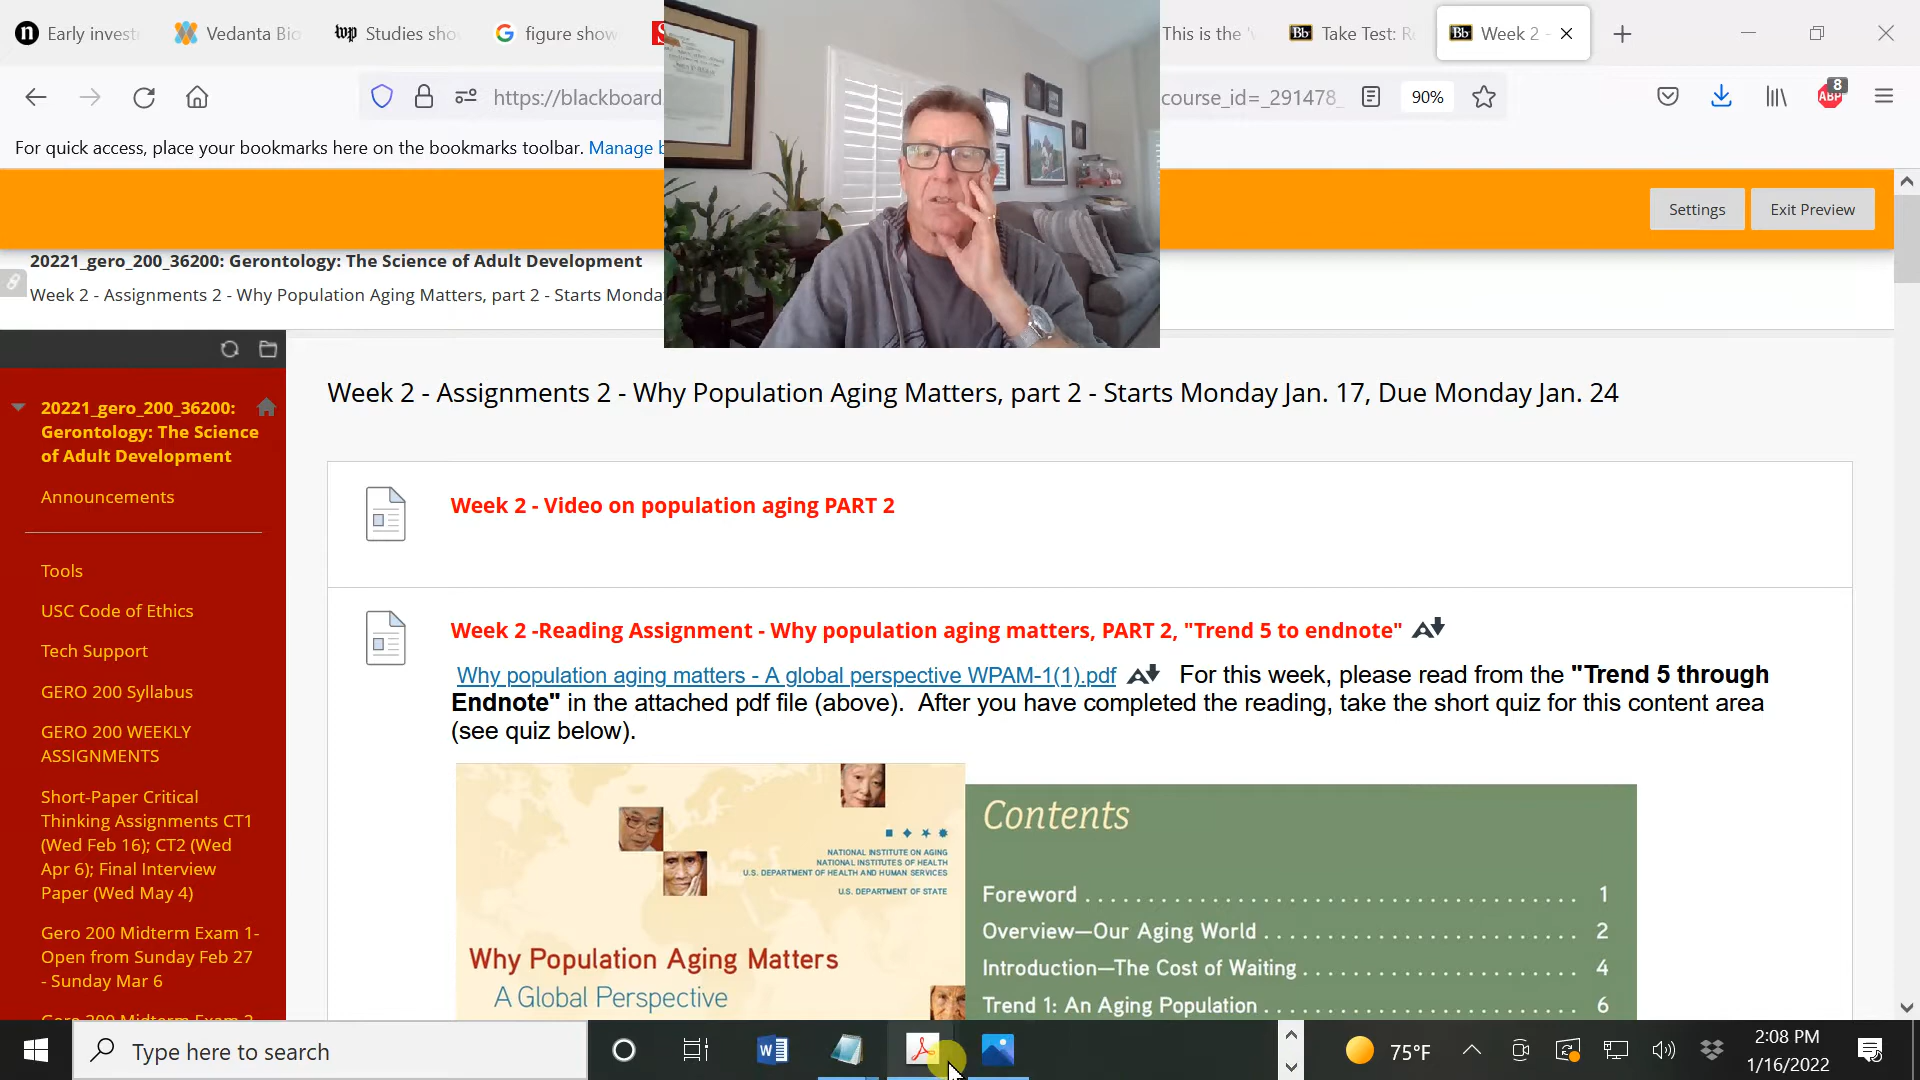 Early invest
Vedanta Bio
wp Studies sho
figure show
This is the
Bb Take Test: Re
Bb Week 2 -
https://blackboard.
course_id=_291478_
90%
8
ABP
For quick access, place your bookmarks here on the bookmarks toolbar. Manage b
Settings
Exit Preview
20221_gero_200_36200: Gerontology: The Science of Adult Development
Week 2 - Assignments 2 - Why Population Aging Matters, part 2 - Starts Monda
20221_gero_200_36200:
Gerontology: The Science
of Adult Development
Announcements
Tools
USC Code of Ethics
Tech Support
GERO 200 Syllabus
GERO 200 WEEKLY
ASSIGNMENTS
Short-Paper Critical
Thinking Assignments CT1
(Wed Feb 16); CT2 (Wed
Apr 6); Final Interview
Paper (Wed May 4)
Gero 200 Midterm Exam 1-
Open from Sunday Feb 27
- Sunday Mar 6
Week 2 - Assignments 2 - Why Population Aging Matters, part 2 - Starts Monday Jan. 17, Due Monday Jan. 24
Week 2 - Video on population aging PART 2
Week 2 -Reading Assignment - Why population aging matters, PART 2, "Trend 5 to endnote"
Why population aging matters - A global perspective WPAM-1(1).pdf For this week, please read from the "Trend 5 through
Endnote" in the attached pdf file (above). After you have completed the reading, take the short quiz for this content area
(see quiz below).
NATIONAL INSTITUTE ON AGING
NATIONAL INSTITUTES OF HEALTH
U.S. DEPARTMENT OF HEALTH AND HUMAN SERVICES
U.S. DEPARTMENT OF STATE
Why Population Aging Matters
A Global Perspective
Contents
Foreword . . . . . . . . . . . . . . . . . . . . 1
Overview—Our Aging World . . . . . . . . . . . . . . . . . . . . 2
Introduction—The Cost of Waiting . . . . . . . . . . . . . . . . . . . . 4
Trend 1: An Aging Population . . . . . . . . . . . . . . . . . . . . 6
Type here to search
75°F
2:08 PM
1/16/2022